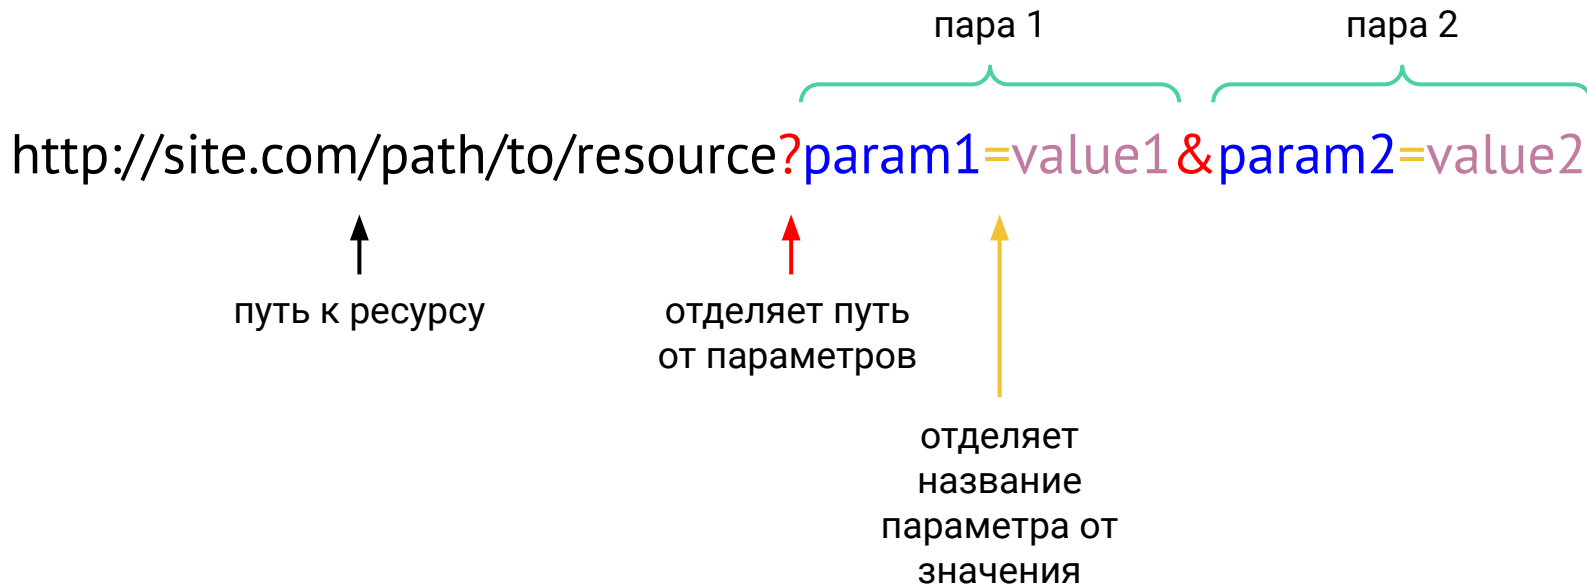 пара 1
пара 2
http://site.com/path/to/resource?param1=value1&param2=value2
путь к ресурсу
отделяет путь
от параметров
отделяет
название
параметра от
значения